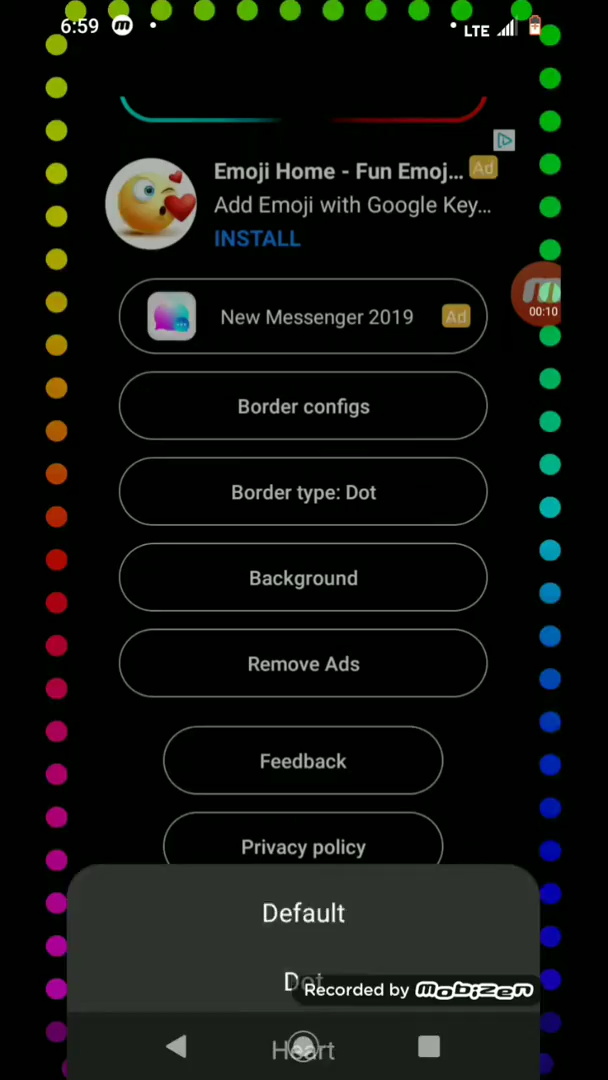 6:59
LTE
Emoji Home - Fun Emoj...
Ad
Add Emoji with Google Key...
INSTALL
New Messenger 2019
Ad
00:10
Border configs
Border type: Dot
Background
Remove Ads
Feedback
Privacy policy
Default
Dot
Recorded by mobizen
Heart